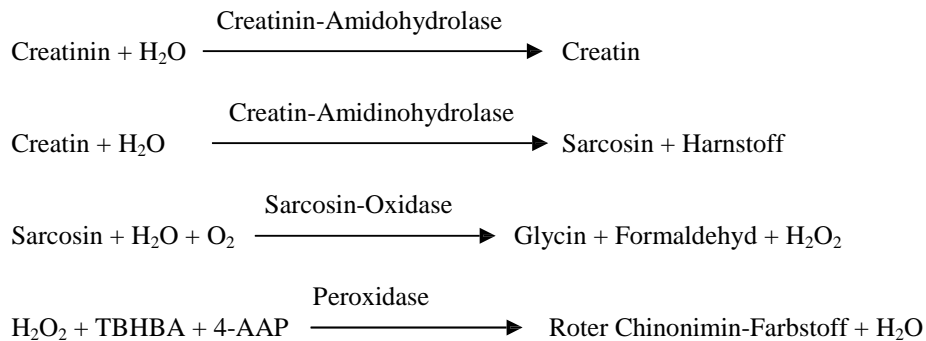 Creatinin-Amidohydrolase
Creatinin + H₂O Creatin
Creatin-Amidinohydrolase
Creatin + H₂O Sarcosin + Harnstoff
Sarcosin-Oxidase
Sarcosin + H₂O + O₂ Glycin + Formaldehyd + H₂O₂
Peroxidase
H₂O₂ + TBHBA + 4-AAP Roter Chinonimin-Farbstoff + H₂O